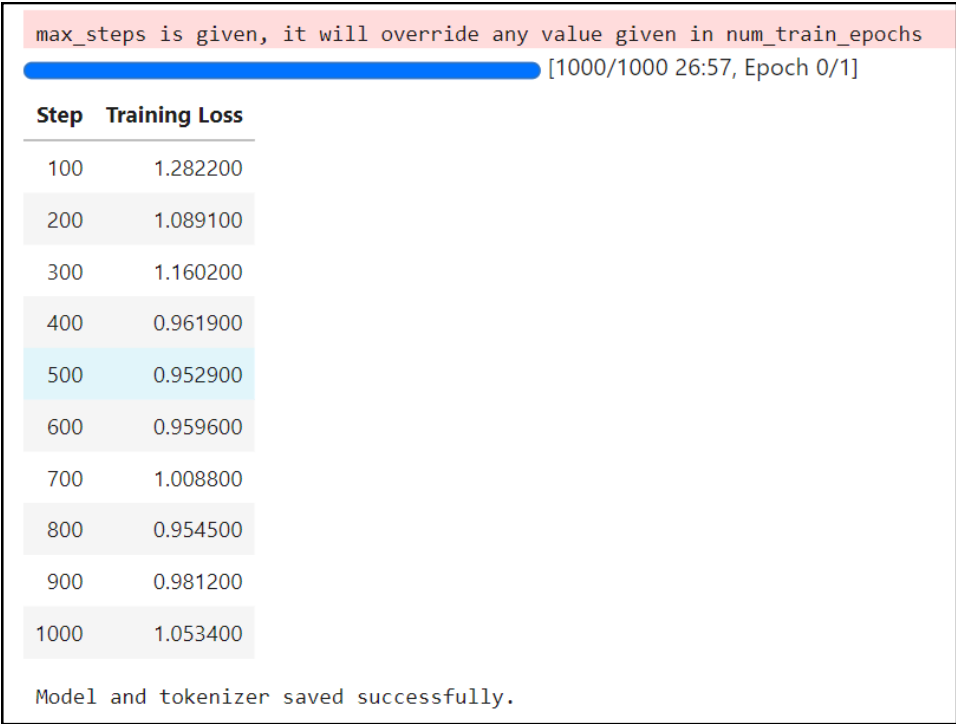 max_steps is given, it will override any value given in num_train_epochs
[1000/1000 26:57, Epoch 0/1]
Step Training Loss
100 1.282200
200 1.089100
300 1.160200
400 0.961900
500 0.952900
600 0.959600
700 1.008800
800 0.954500
900 0.981200
1000 1.053400
Model and tokenizer saved successfully.